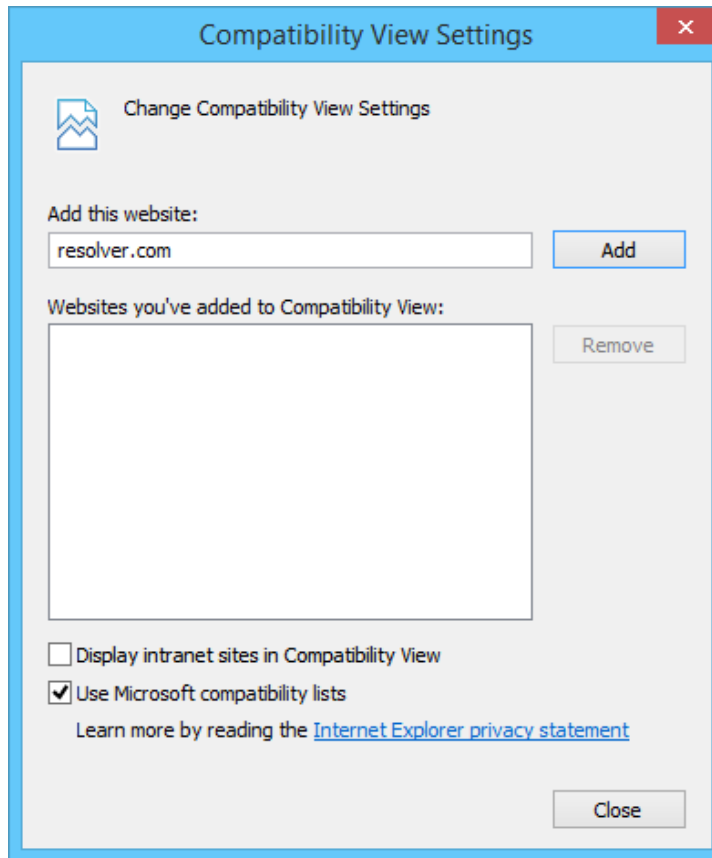 Compatibility View Settings
Change Compatibility View Settings
Add this website:
resolver.com
Add
Websites you've added to Compatibility View:
Remove
Display intranet sites in Compatibility View
Use Microsoft compatibility lists
Learn more by reading the Internet Explorer privacy statement
Close